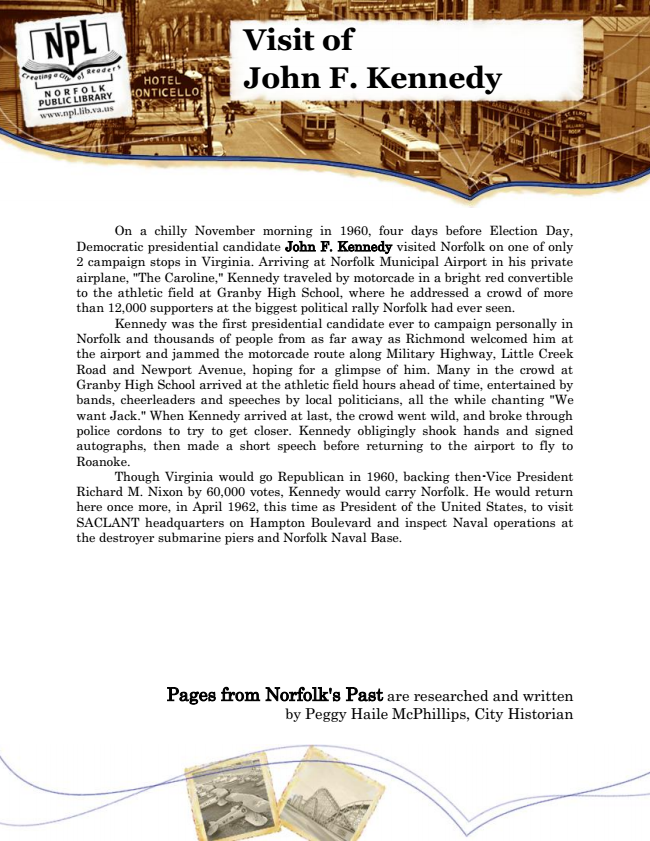 NPL
Creating a City of Readers
NORFOLK
PUBLIC LIBRARY
www.npl.lib.va.us
HOTEL
MONTICELLO
Visit of
John F. Kennedy
On a chilly November morning in 1960, four days before Election Day,
Democratic presidential candidate John F. Kennedy visited Norfolk on one of only
2 campaign stops in Virginia. Arriving at Norfolk Municipal Airport in his private
airplane, "The Caroline," Kennedy traveled by motorcade in a bright red convertible
to the athletic field at Granby High School, where he addressed a crowd of more
than 12,000 supporters at the biggest political rally Norfolk had ever seen.
Kennedy was the first presidential candidate ever to campaign personally in
Norfolk and thousands of people from as far away as Richmond welcomed him at
the airport and jammed the motorcade route along Military Highway, Little Creek
Road and Newport Avenue, hoping for a glimpse of him. Many in the crowd at
Granby High School arrived at the athletic field hours ahead of time, entertained by
bands, cheerleaders and speeches by local politicians, all the while chanting "We
want Jack." When Kennedy arrived at last, the crowd went wild, and broke through
police cordons to try to get closer. Kennedy obligingly shook hands and signed
autographs, then made a short speech before returning to the airport to fly to
Roanoke.
Though Virginia would go Republican in 1960, backing then-Vice President
Richard M. Nixon by 60,000 votes, Kennedy would carry Norfolk. He would return
here once more, in April 1962, this time as President of the United States, to visit
SACLANT headquarters on Hampton Boulevard and inspect Naval operations at
the destroyer submarine piers and Norfolk Naval Base.
Pages from Norfolk's Past are researched and written
by Peggy Haile McPhillips, City Historian